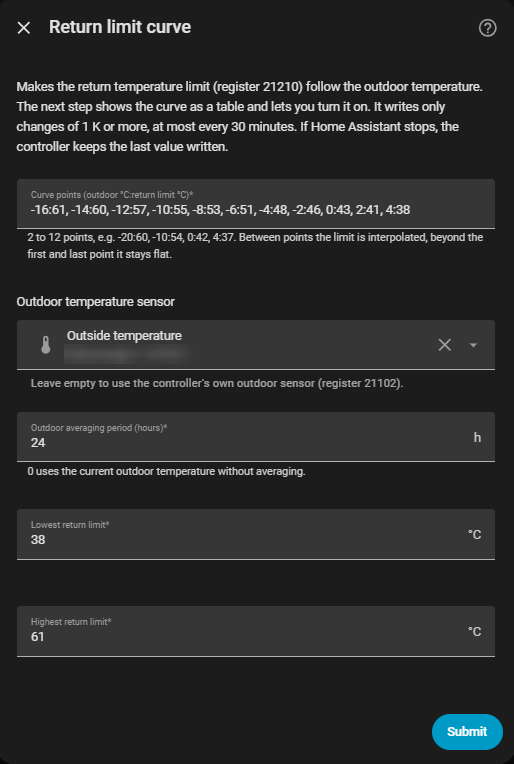 Return limit curve
Makes the return temperature limit (register 21210) follow the outdoor temperature.
The next step shows the curve as a table and lets you turn it on. It writes only
changes of 1 K or more, at most every 30 minutes. If Home Assistant stops, the
controller keeps the last value written.
Curve points (outdoor °C:return limit °C)*
-16:61, -14:60, -12:57, -10:55, -8:53, -6:51, -4:48, -2:46, 0:43, 2:41, 4:38
2 to 12 points, e.g. -20:60, -10:54, 0:42, 4:37. Between points the limit is interpolated, beyond the
first and last point it stays flat.
Outdoor temperature sensor
Outside temperature
Leave empty to use the controller's own outdoor sensor (register 21102).
Outdoor averaging period (hours)*
24
h
0 uses the current outdoor temperature without averaging.
Lowest return limit*
38
°C
Highest return limit*
61
°C
Submit